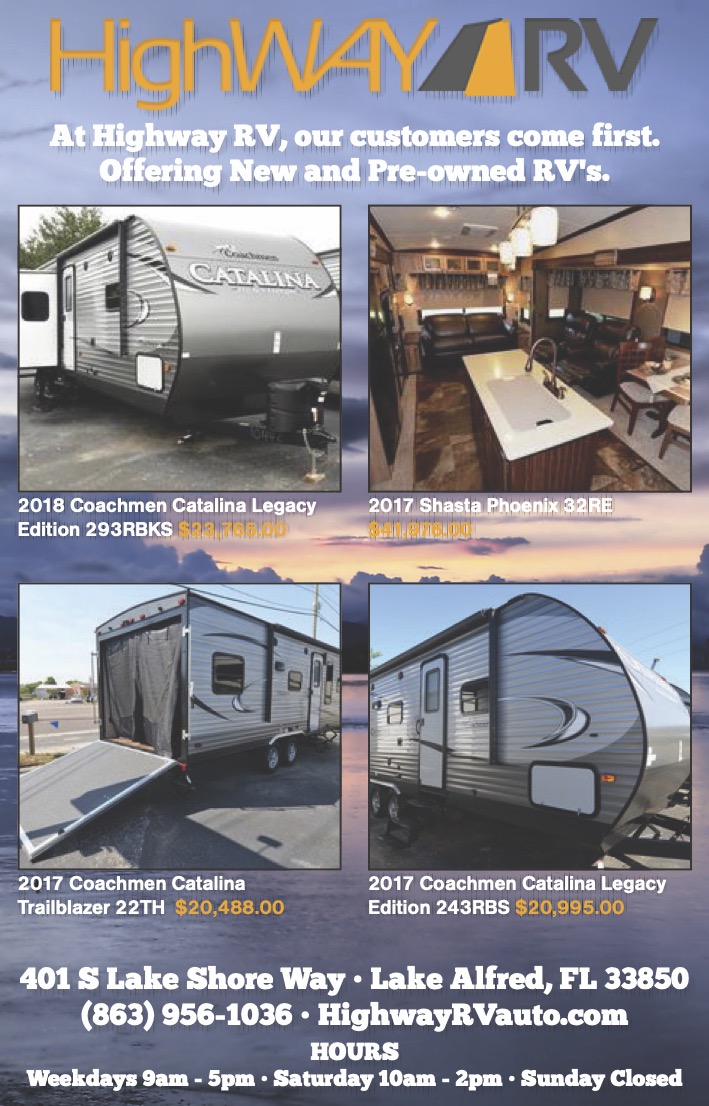 HighWAY RV
At Highway RV, our customers come first.
Offering New and Pre-owned RV's.
Coachmen
CATALINA
2018 Coachmen Catalina Legacy
Edition 293RBKS $23,765.00
2017 Shasta Phoenix 32RE
$41,976.00
2017 Coachmen Catalina
Trailblazer 22TH $20,488.00
2017 Coachmen Catalina Legacy
Edition 243RBS $20,995.00
401 S Lake Shore Way • Lake Alfred, FL 33850
(863) 956-1036 • HighwayRVauto.com
HOURS
Weekdays 9am - 5pm • Saturday 10am - 2pm • Sunday Closed